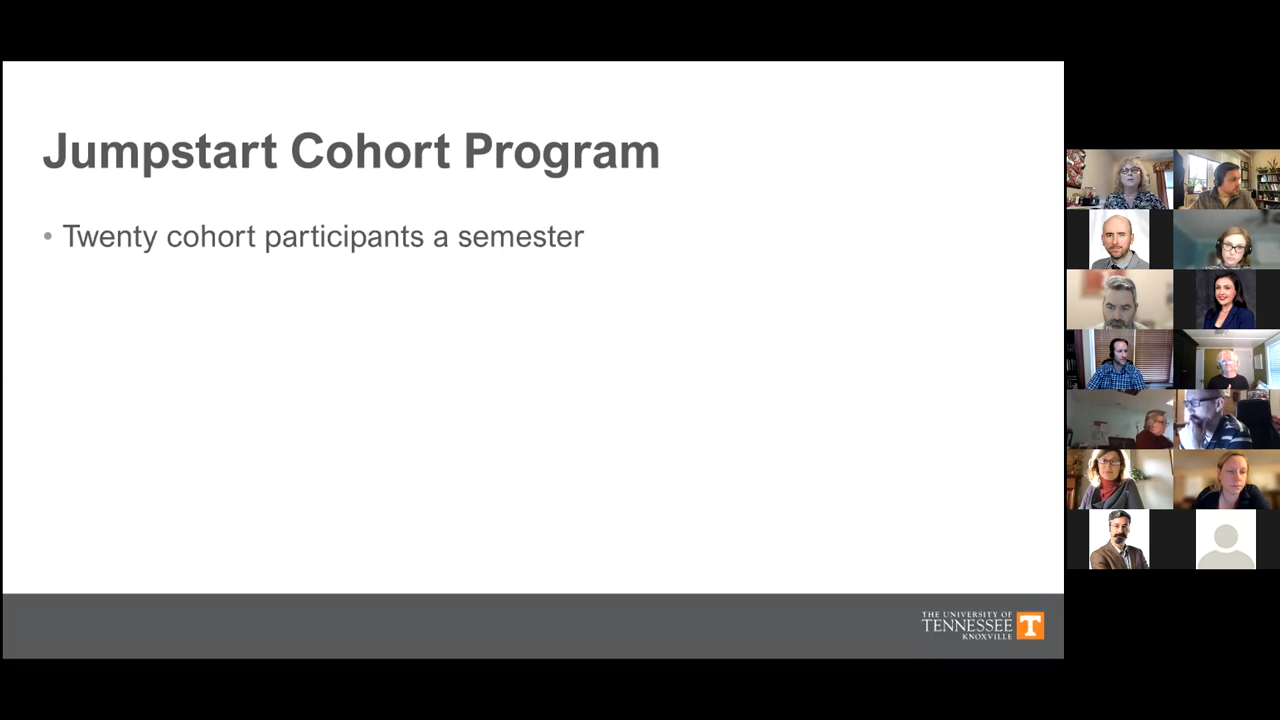 Jumpstart Cohort Program
• Twenty cohort participants a semester
THE UNIVERSITY OF
TENNESSEE
KNOXVILLE
T